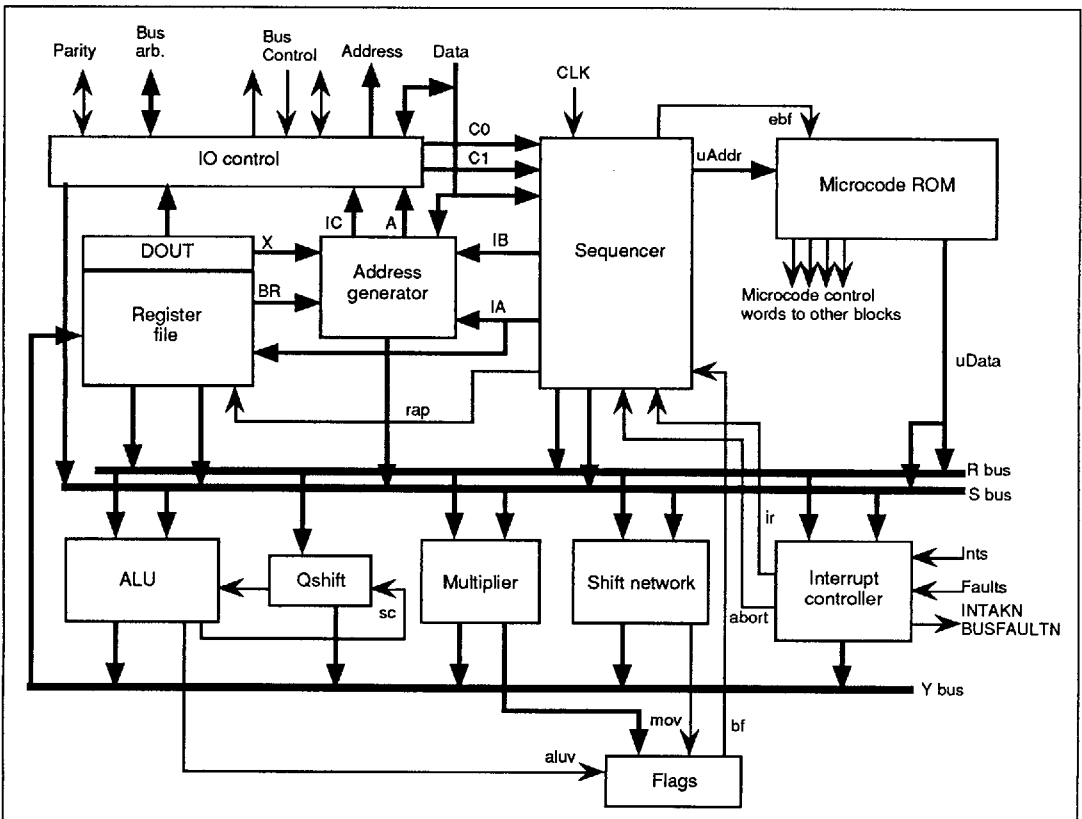 Parity
Bus
arb.
Bus
Control
Address
Data
CLK
IO control
C0
C1
ebf
uAddr
Microcode ROM
DOUT
X
IC
A
IB
Sequencer
Address
generator
Register
file
BR
IA
Microcode control
words to other blocks
rap
uData
R bus
S bus
ir
ALU
Qshift
sc
Multiplier
Shift network
abort
Interrupt
controller
Ints
Faults
INTAKN
BUSFAULTN
Y bus
mov
bf
aluv
Flags